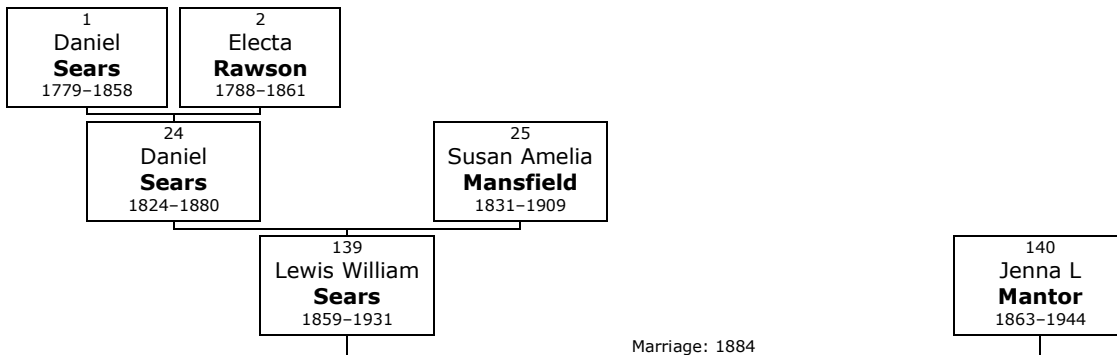 1
Daniel
Sears
1779–1858
2
Electa
Rawson
1788–1861
24
Daniel
Sears
1824–1880
25
Susan Amelia
Mansfield
1831–1909
139
Lewis William
Sears
1859–1931
140
Jenna L
Mantor
1863–1944
Marriage: 1884